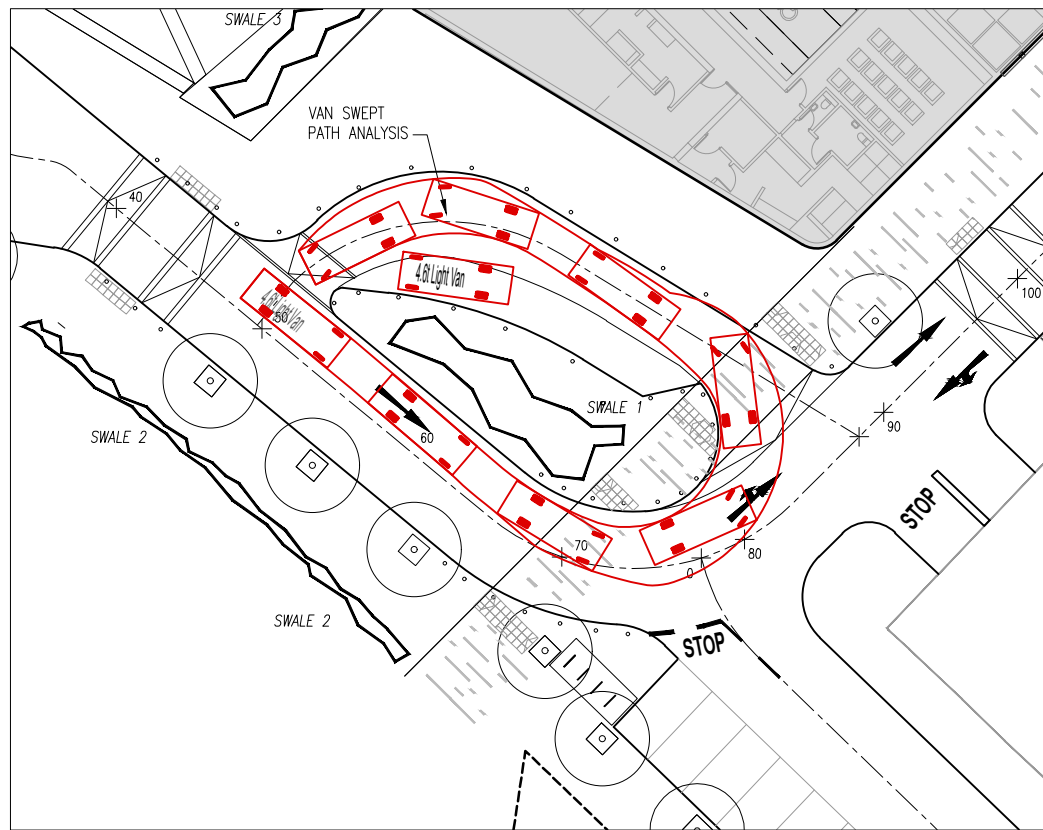 SWALE 3
VAN SWEPT
PATH ANALYSIS
40
4.6t Light Van
4.6t Light Van
50
100
SWALE 1
90
60
SWALE 2
STOP
70
80
0
SWALE 2
STOP